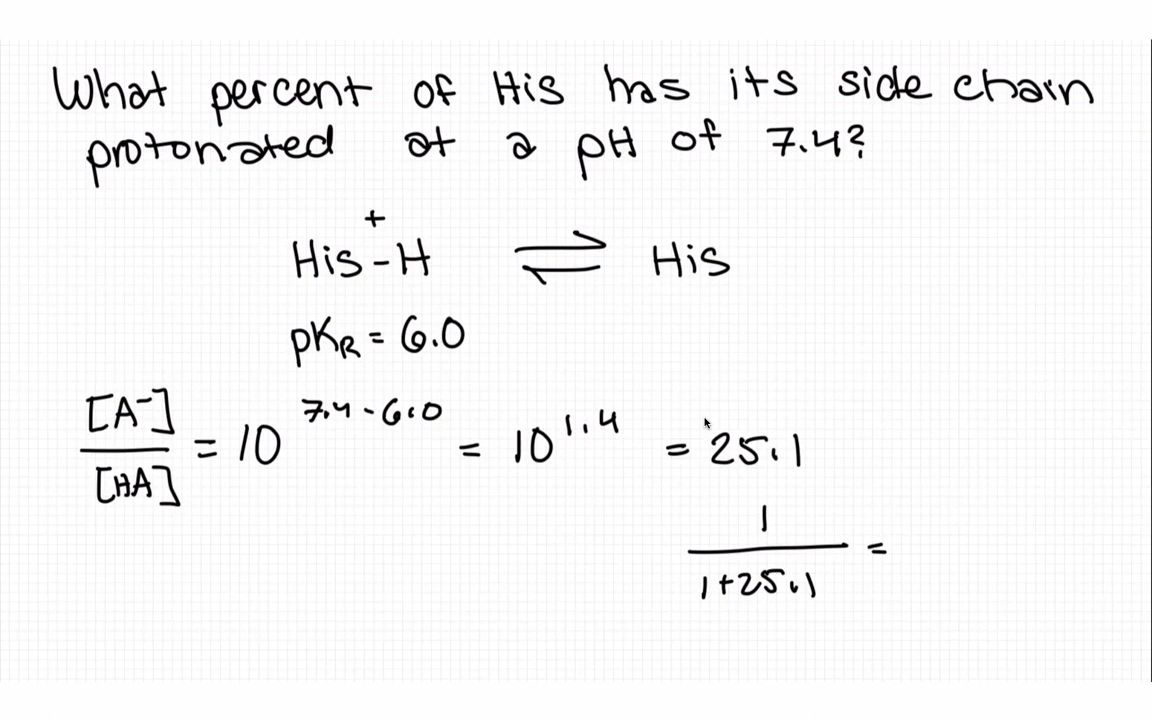 What percent of His has its side chain
protonated at a pH of 7.4?
His-H⁺ ⇌ His
pK_R = 6.0
[A⁻]/[HA] = 10^(7.4-6.0) = 10^1.4 = 25.1
1/(1+25.1) =